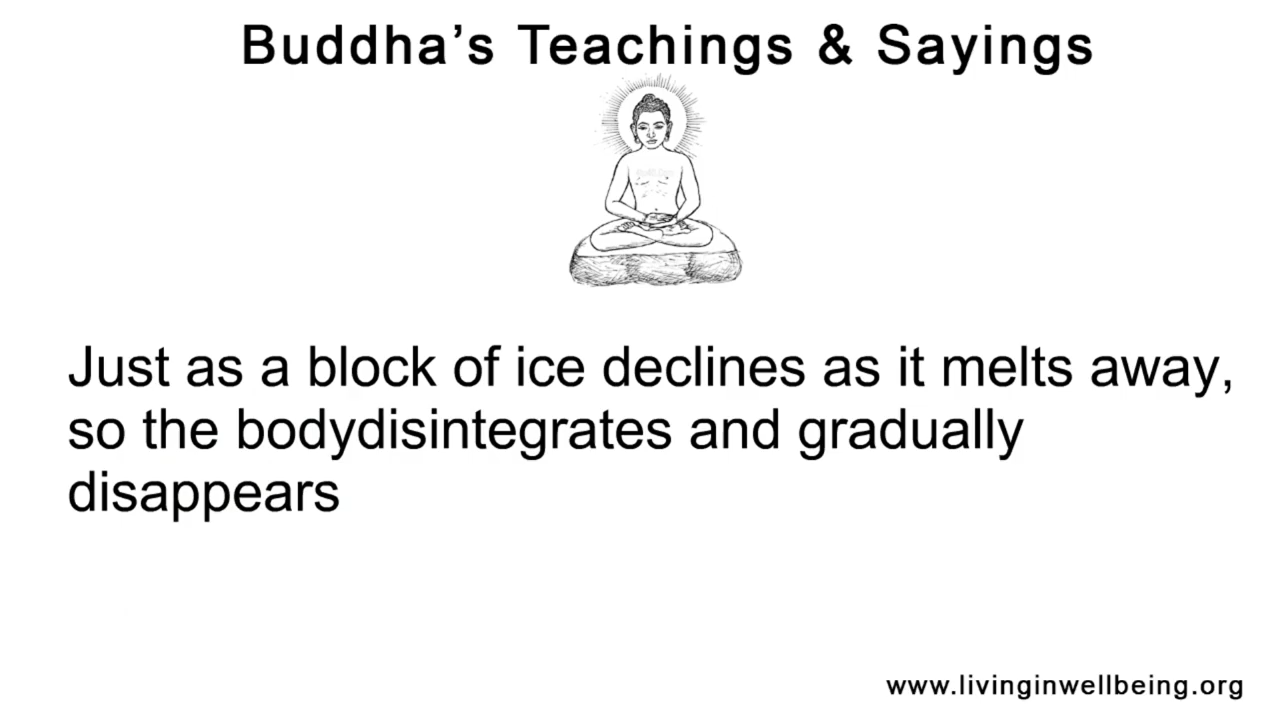 Buddha’s Teachings & Sayings
Just as a block of ice declines as it melts away,
so the bodydisintegrates and gradually
disappears
www.livinginwellbeing.org